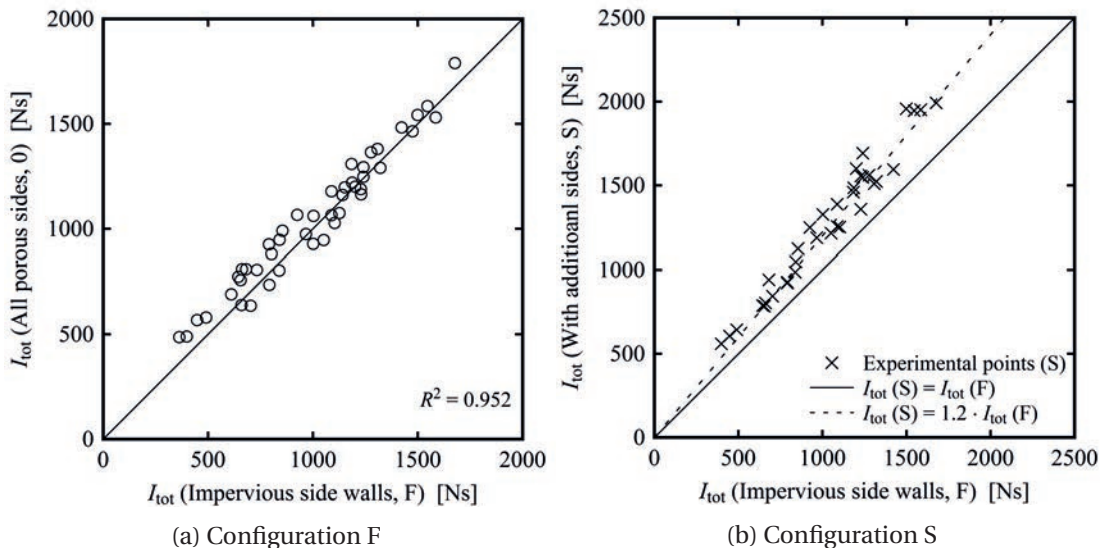 2000
1500
1000
500
0
I_tot (All porous sides, 0) [Ns]
R² = 0.952
0 500 1000 1500 2000
I_tot (Impervious side walls, F) [Ns]
(a) Configuration F
2500
2000
1500
1000
500
0
I_tot (With additioanl sides, S) [Ns]
Experimental points (S)
I_tot (S) = I_tot (F)
I_tot (S) = 1.2 · I_tot (F)
0 500 1000 1500 2000 2500
I_tot (Impervious side walls, F) [Ns]
(b) Configuration S